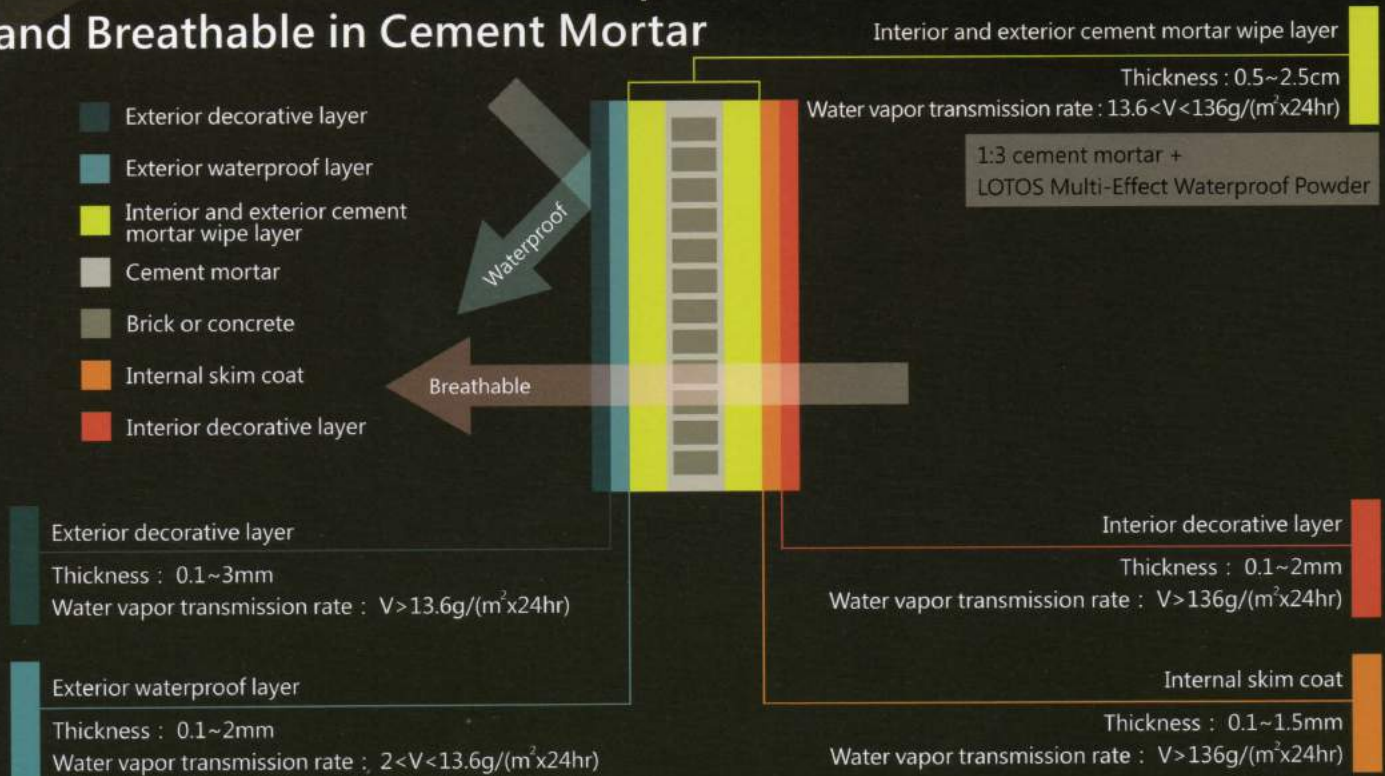 and Breathable in Cement Mortar
Exterior decorative layer
Exterior waterproof layer
Interior and exterior cement
mortar wipe layer
Cement mortar
Brick or concrete
Internal skim coat
Interior decorative layer
Waterproof
Breathable
Interior and exterior cement mortar wipe layer
Thickness : 0.5~2.5cm
Water vapor transmission rate : 13.6<V<136g/(m²x24hr)
1:3 cement mortar +
LOTOS Multi-Effect Waterproof Powder
Exterior decorative layer
Thickness : 0.1~3mm
Water vapor transmission rate : V>13.6g/(m²x24hr)
Exterior waterproof layer
Thickness : 0.1~2mm
Water vapor transmission rate : 2<V<13.6g/(m²x24hr)
Interior decorative layer
Thickness : 0.1~2mm
Water vapor transmission rate : V>136g/(m²x24hr)
Internal skim coat
Thickness : 0.1~1.5mm
Water vapor transmission rate : V>136g/(m²x24hr)